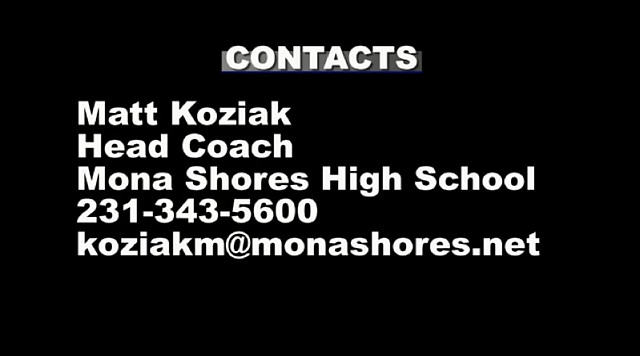 CONTACTS
Matt Koziak
Head Coach
Mona Shores High School
231-343-5600
koziakm@monashores.net